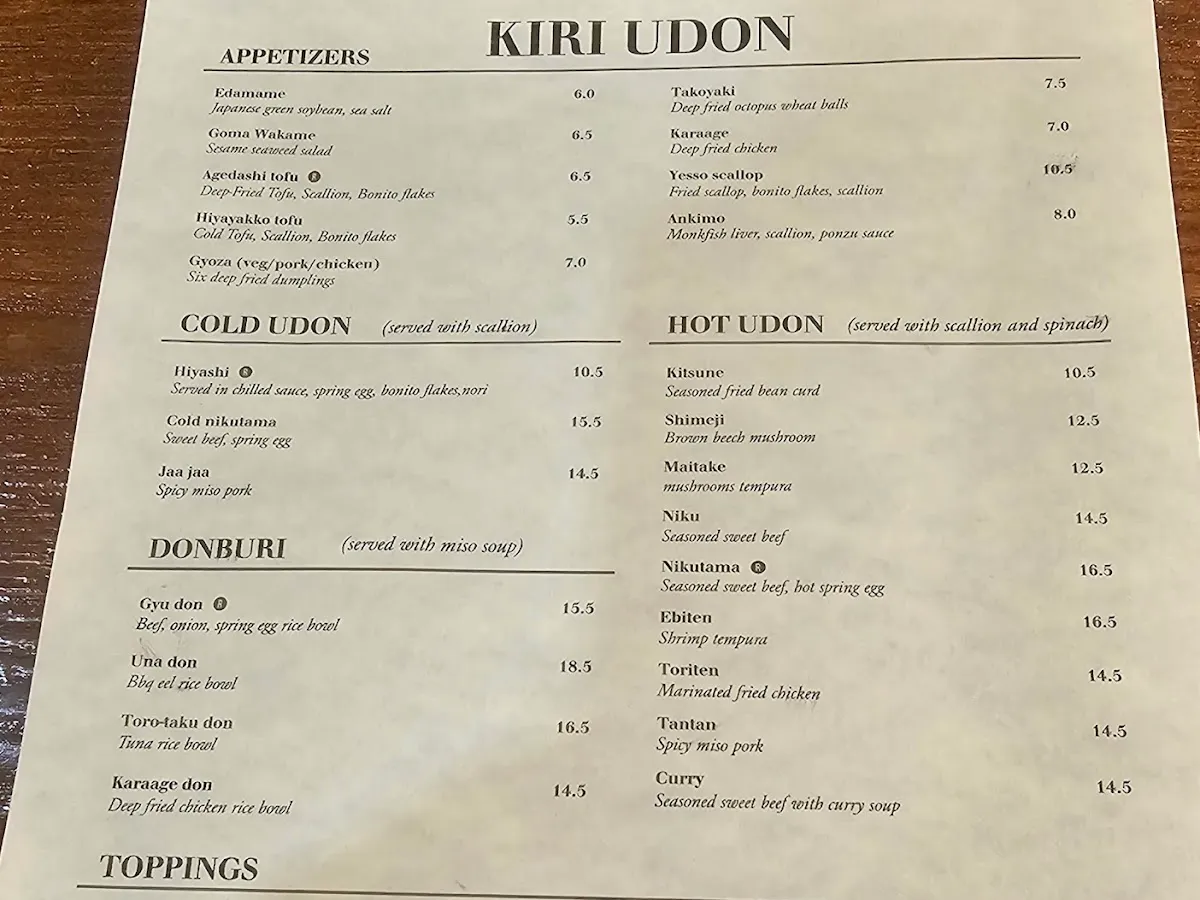 KIRI UDON
APPETIZERS
Edamame 6.0
Japanese green soybean, sea salt
Goma Wakame 6.5
Sesame seaweed salad
Agedashi tofu R 6.5
Deep-Fried Tofu, Scallion, Bonito flakes
Hiyayakko tofu 5.5
Cold Tofu, Scallion, Bonito flakes
Gyoza (veg/pork/chicken) 7.0
Six deep fried dumplings
Takoyaki 7.5
Deep fried octopus wheat balls
Karaage 7.0
Deep fried chicken
Yesso scallop 10.5
Fried scallop, bonito flakes, scallion
Ankimo 8.0
Monkfish liver, scallion, ponzu sauce
COLD UDON (served with scallion)
Hiyashi R 10.5
Served in chilled sauce, spring egg, bonito flakes,nori
Cold nikutama 15.5
Sweet beef, spring egg
Jaa jaa 14.5
Spicy miso pork
DONBURI (served with miso soup)
Gyu don R 15.5
Beef, onion, spring egg rice bowl
Una don 18.5
Bbq eel rice bowl
Toro-taku don 16.5
Tuna rice bowl
Karaage don 14.5
Deep fried chicken rice bowl
HOT UDON (served with scallion and spinach)
Kitsune 10.5
Seasoned fried bean curd
Shimeji 12.5
Brown beech mushroom
Maitake 12.5
mushrooms tempura
Niku 14.5
Seasoned sweet beef
Nikutama R 16.5
Seasoned sweet beef, hot spring egg
Ebiten 16.5
Shrimp tempura
Toriten 14.5
Marinated fried chicken
Tantan 14.5
Spicy miso pork
Curry 14.5
Seasoned sweet beef with curry soup
TOPPINGS